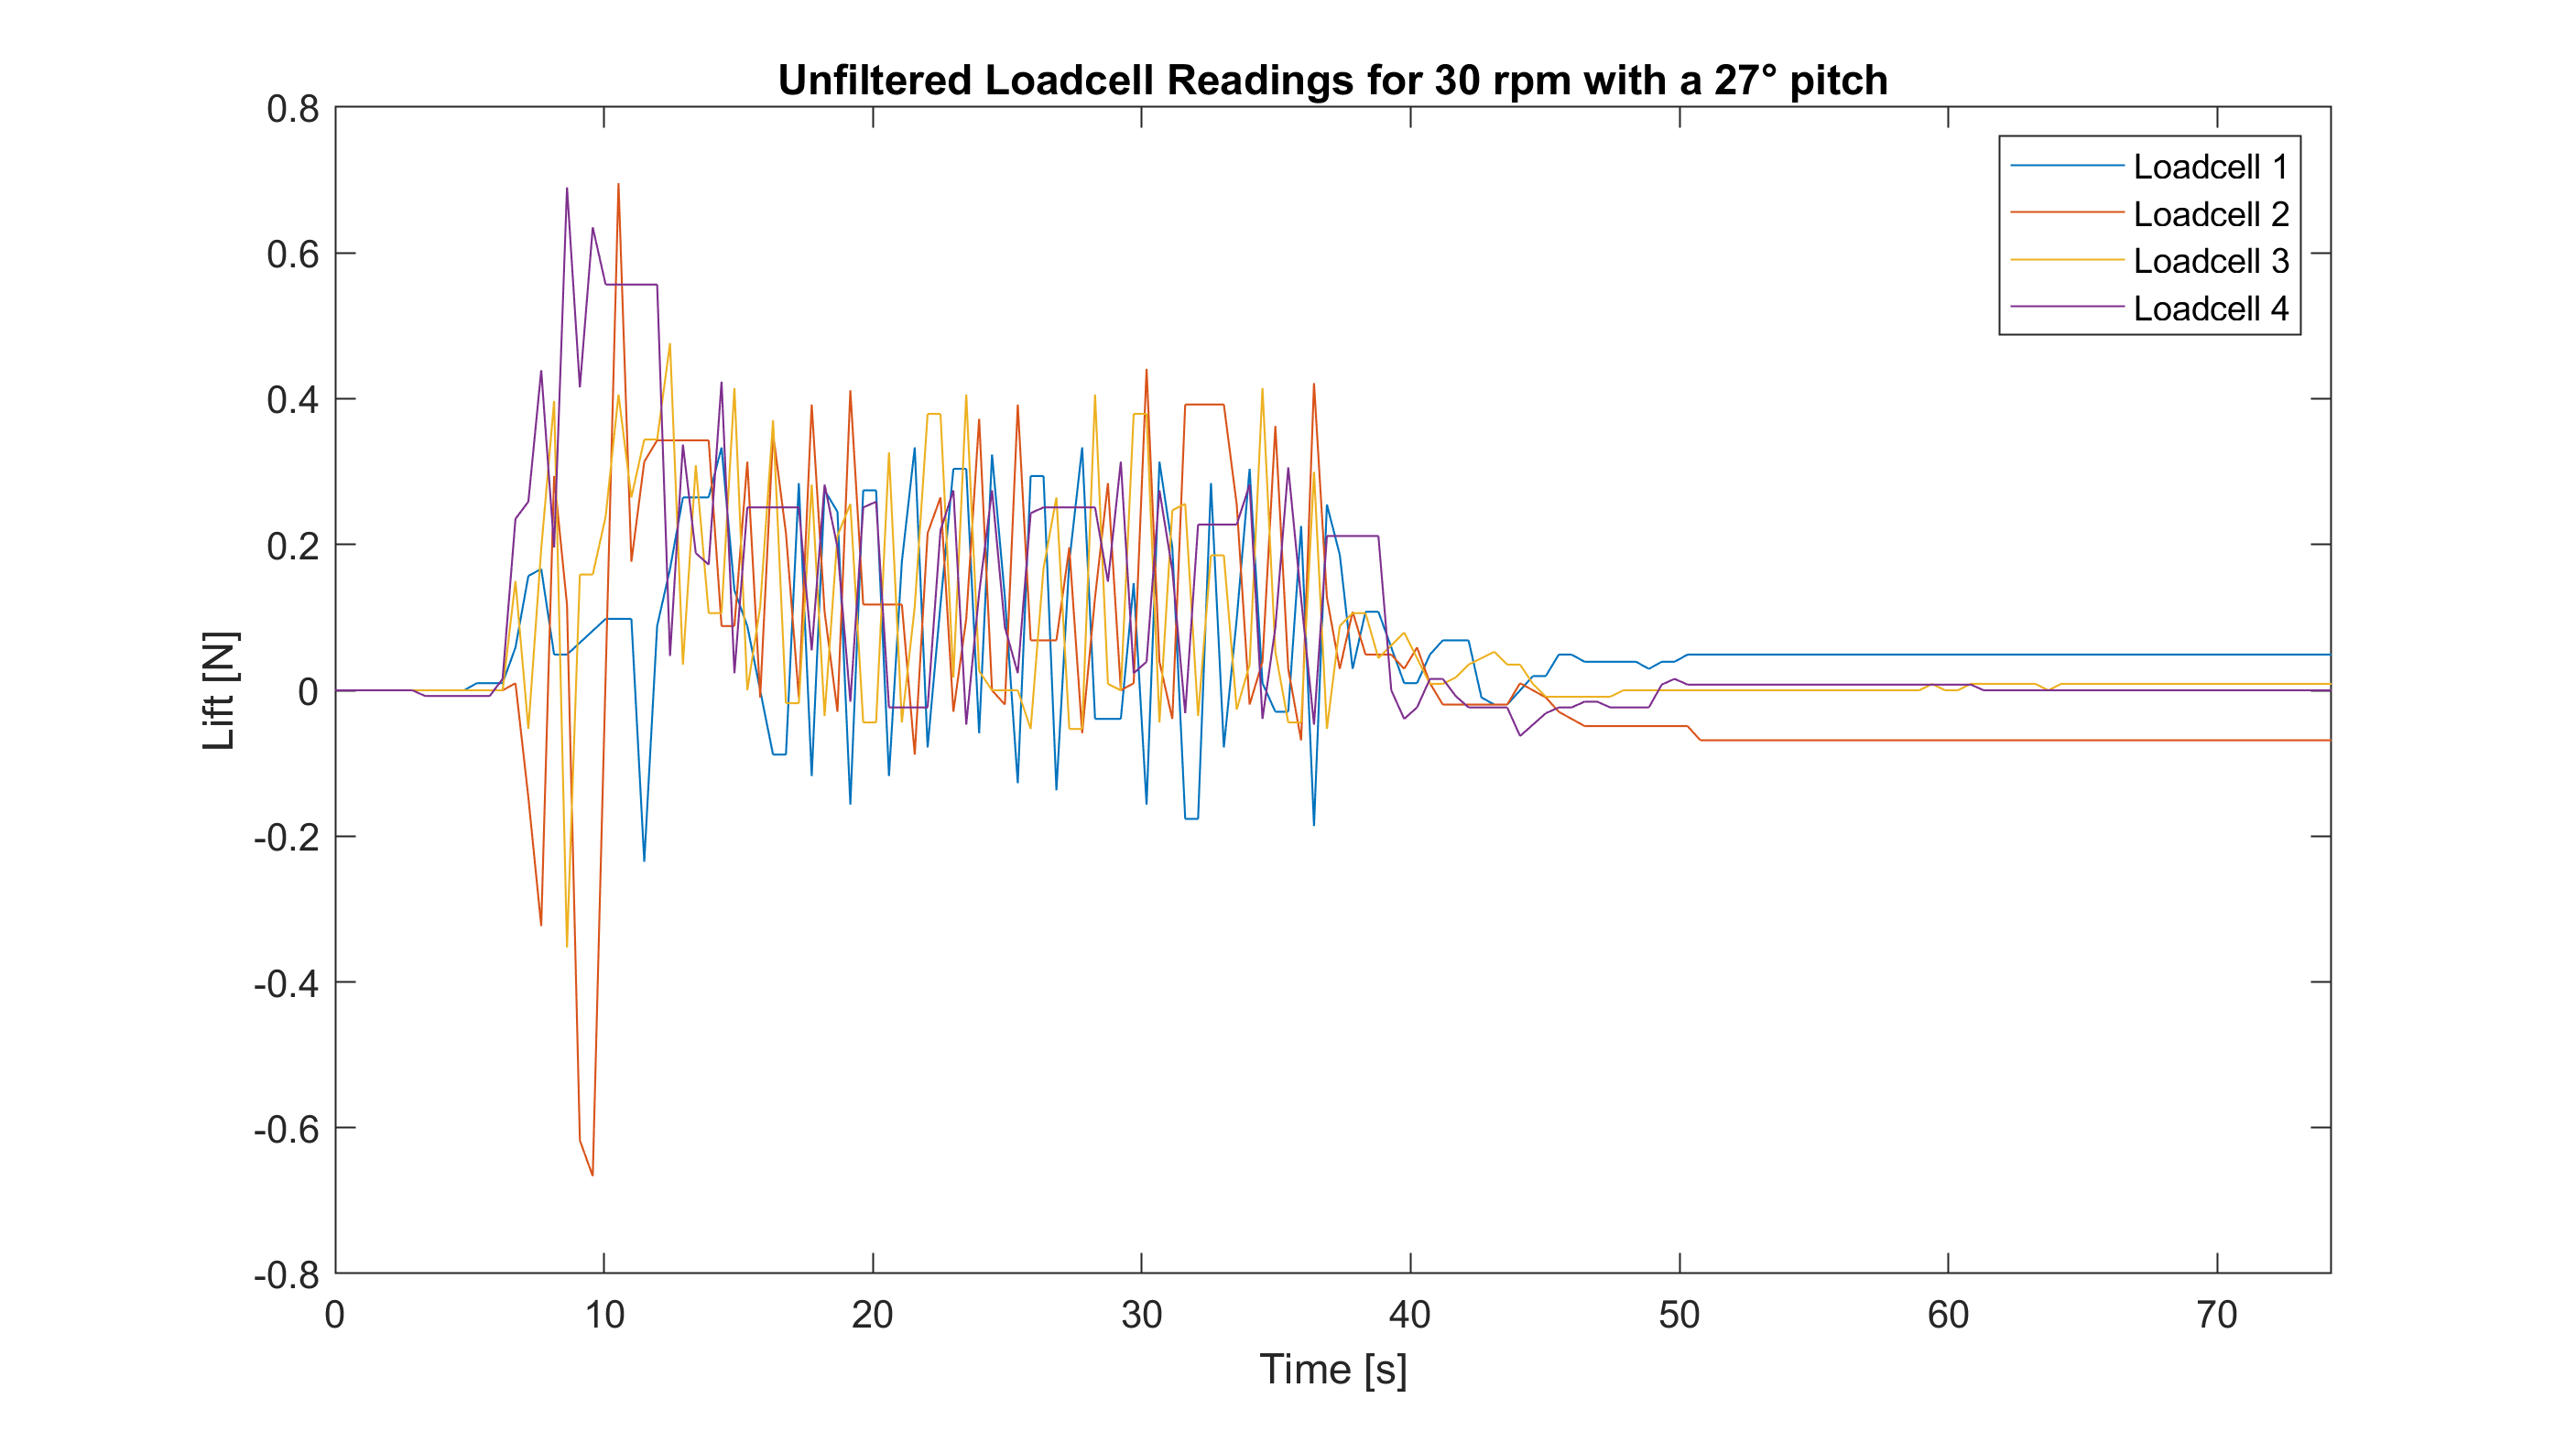 Unfiltered Loadcell Readings for 30 rpm with a 27° pitch
0.8
0.6
0.4
0.2
0
-0.2
-0.4
-0.6
-0.8
Lift [N]
Loadcell 1
Loadcell 2
Loadcell 3
Loadcell 4
0 10 20 30 40 50 60 70
Time [s]